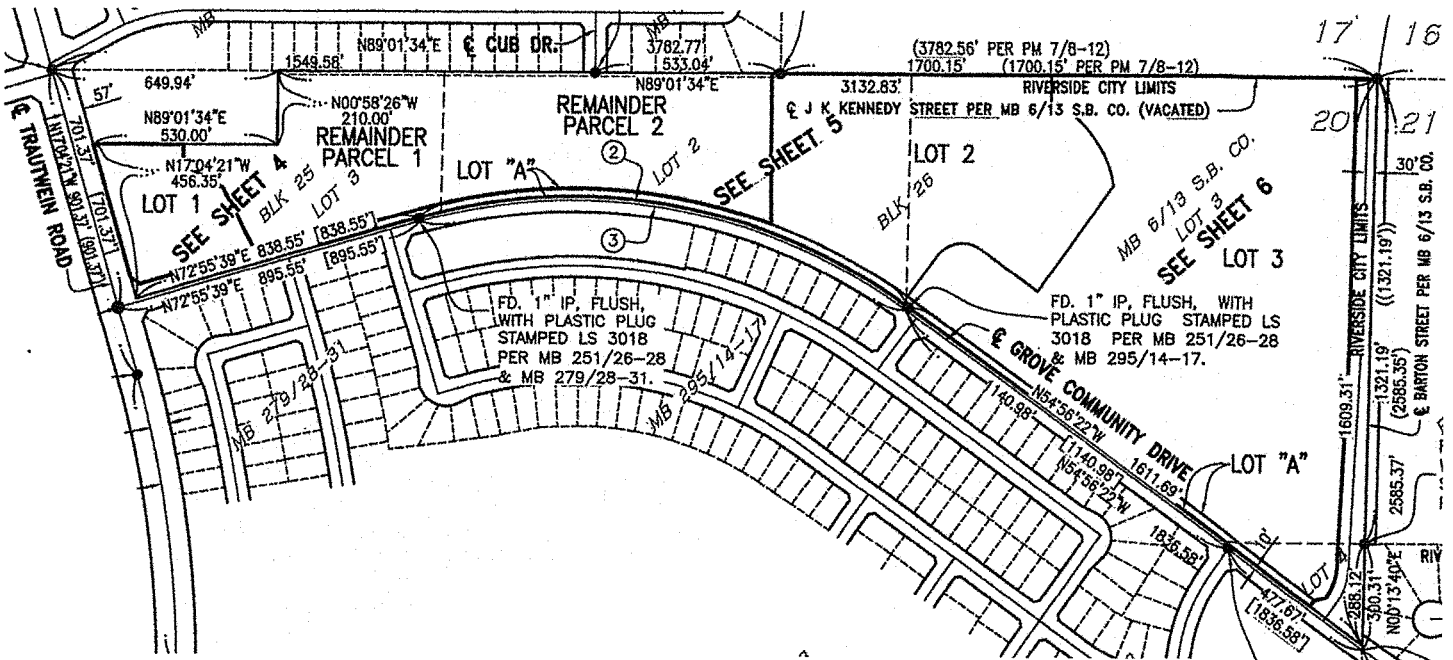 MB
MB
N89°01'34"E
℄ CUB DR.
3782.77'
(3782.56' PER PM 7/8-12)
17
16
1549.58'
533.04'
1700.15'
(1700.15' PER PM 7/8-12)
649.94'
N89°01'34"E
3132.83'
RIVERSIDE CITY LIMITS
57'
℄ J K KENNEDY STREET PER MB 6/13 S.B. CO. (VACATED)
N00°58'26"W
210.00'
REMAINDER
PARCEL 2
N89°01'34"E
530.00'
REMAINDER
PARCEL 1
20
21
℄ TRAUTWEIN ROAD
701.37'
[701.37']
N17°04'21"W 901.37' (901.37')
N17°04'21"W
456.35'
LOT 1
SEE SHEET 4
BLK 25
LOT 3
LOT "A"
2
LOT 2
SEE SHEET 5
LOT 2
BLK 26
MB 6/13 S.B. CO.
LOT 3
SEE SHEET 6
LOT 3
30'
RIVERSIDE CITY LIMITS
((1321.19'))
1321.19'
(2585.35')
℄ BARTON STREET PER MB 6/13 S.B. CO.
3
N72°55'39"E 838.55' [838.55']
N72°55'39"E 895.55' [895.55']
FD. 1" IP, FLUSH,
WITH PLASTIC PLUG
STAMPED LS 3018
PER MB 251/26-28
& MB 279/28-31.
FD. 1" IP, FLUSH, WITH
PLASTIC PLUG STAMPED LS
3018 PER MB 251/26-28
& MB 295/14-17.
MB 279/28-31
MB 295/14-17
℄ GROVE COMMUNITY DRIVE
N54°56'22"W
1140.98'
[1140.98']
N54°56'22"W
1611.69'
LOT "A"
1609.31'
2585.37'
1836.58'
10'
477.67'
[1836.58']
LOT
288.12'
300.31'
N00°13'40"E
RIV